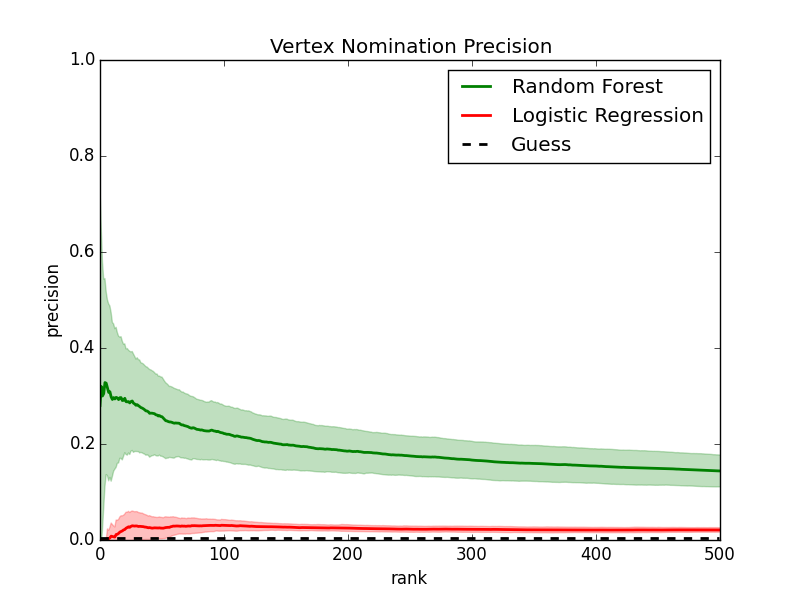 Vertex Nomination Precision
1.0
0.8
0.6
0.4
0.2
0.0
precision
Random Forest
Logistic Regression
Guess
0 100 200 300 400 500
rank